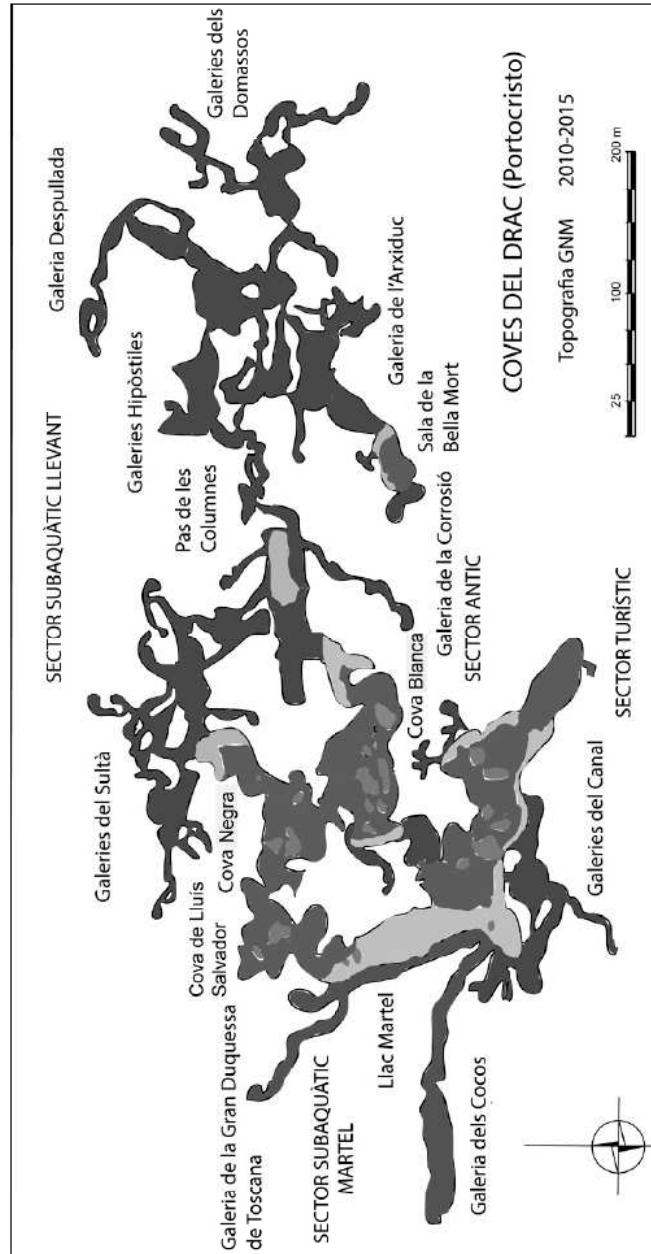 SECTOR SUBAQUÀTIC LLEVANT
Galeria Despullada
Galeries dels
Domassos
Galeries Hipòstiles
Pas de les
Columnes
Galeries del Sultà
Cova de Lluís
Salvador
Cova Negra
Galeria de la Gran Duquessa
de Toscana
SECTOR SUBAQUÀTIC
MARTEL
Llac Martel
Galeria dels Cocos
Cova Blanca
Galeria de la Corrosió
SECTOR ANTIC
Sala de la
Bella Mort
Galeria de l'Arxiduc
SECTOR TURÍSTIC
Galeries del Canal
COVES DEL DRAC (Portocristo)
Topografia GNM 2010-2015
25 100 200 m